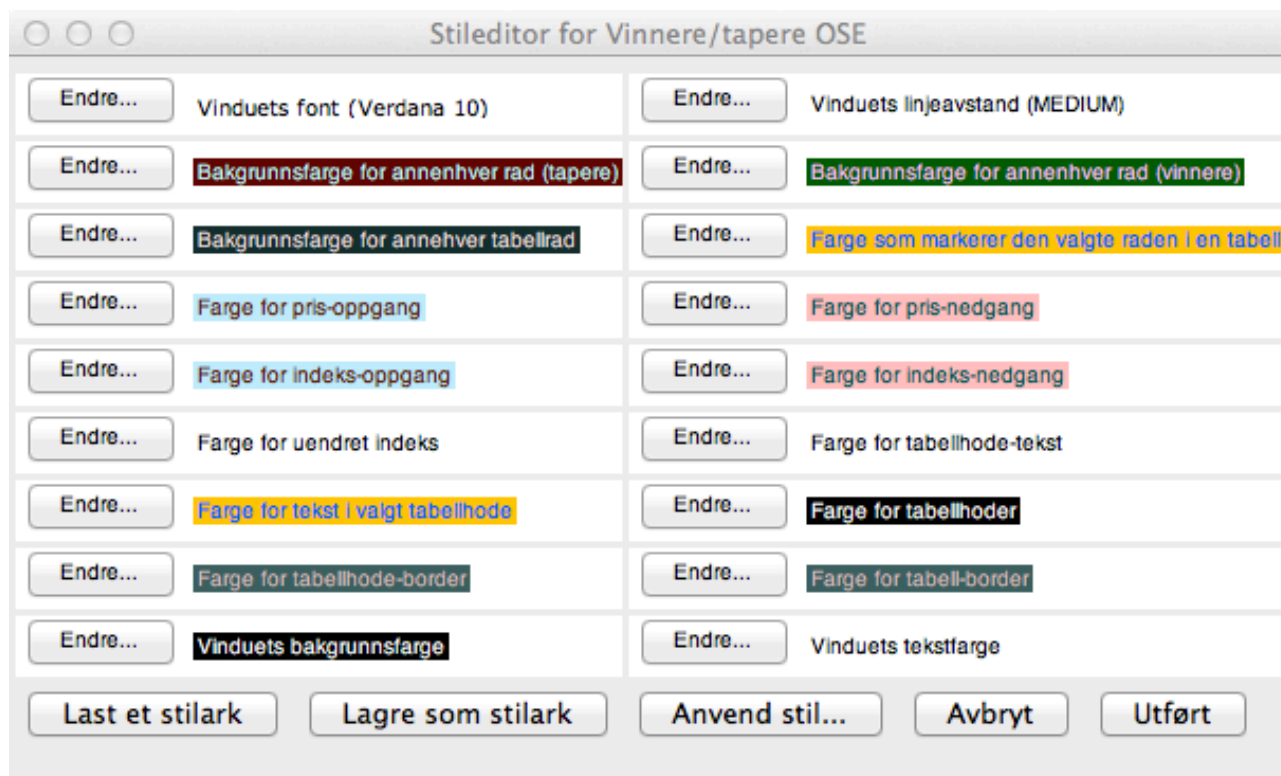 Stileditor for Vinnere/tapere OSE
Endre... Vinduets font (Verdana 10) Endre... Vinduets linjeavstand (MEDIUM)
Endre... Bakgrunnsfarge for annenhver rad (tapere) Endre... Bakgrunnsfarge for annenhver rad (vinnere)
Endre... Bakgrunnsfarge for annehver tabellrad Endre... Farge som markerer den valgte raden i en tabell
Endre... Farge for pris-oppgang Endre... Farge for pris-nedgang
Endre... Farge for indeks-oppgang Endre... Farge for indeks-nedgang
Endre... Farge for uendret indeks Endre... Farge for tabellhode-tekst
Endre... Farge for tekst i valgt tabellhode Endre... Farge for tabellhoder
Endre... Farge for tabellhode-border Endre... Farge for tabell-border
Endre... Vinduets bakgrunnsfarge Endre... Vinduets tekstfarge
Last et stilark Lagre som stilark Anvend stil... Avbryt Utført